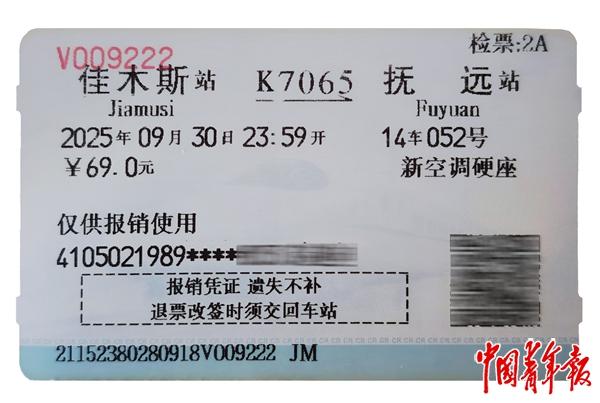 V009222 检票:2A
佳木斯站 K7065 抚远站
Jiamusi Fuyuan
2025年09月30日23:59开 14车052号
￥69.0元 新空调硬座
仅供报销使用
4105021989****
报销凭证 遗失不补
退票改签时须交回车站
21152380280918V009222 JM
中国青年报